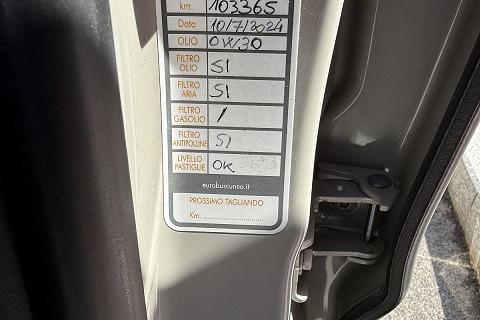 km. 103365
Data 10/7/2024
OLIO 0W30
FILTRO OLIO SI
FILTRO ARIA SI
FILTRO GASOLIO /
FILTRO ANTIPOLLINE SI
LIVELLO PASTIGLIE OK
eurobuscuneo.it
PROSSIMO TAGLIANDO
Km. ........................